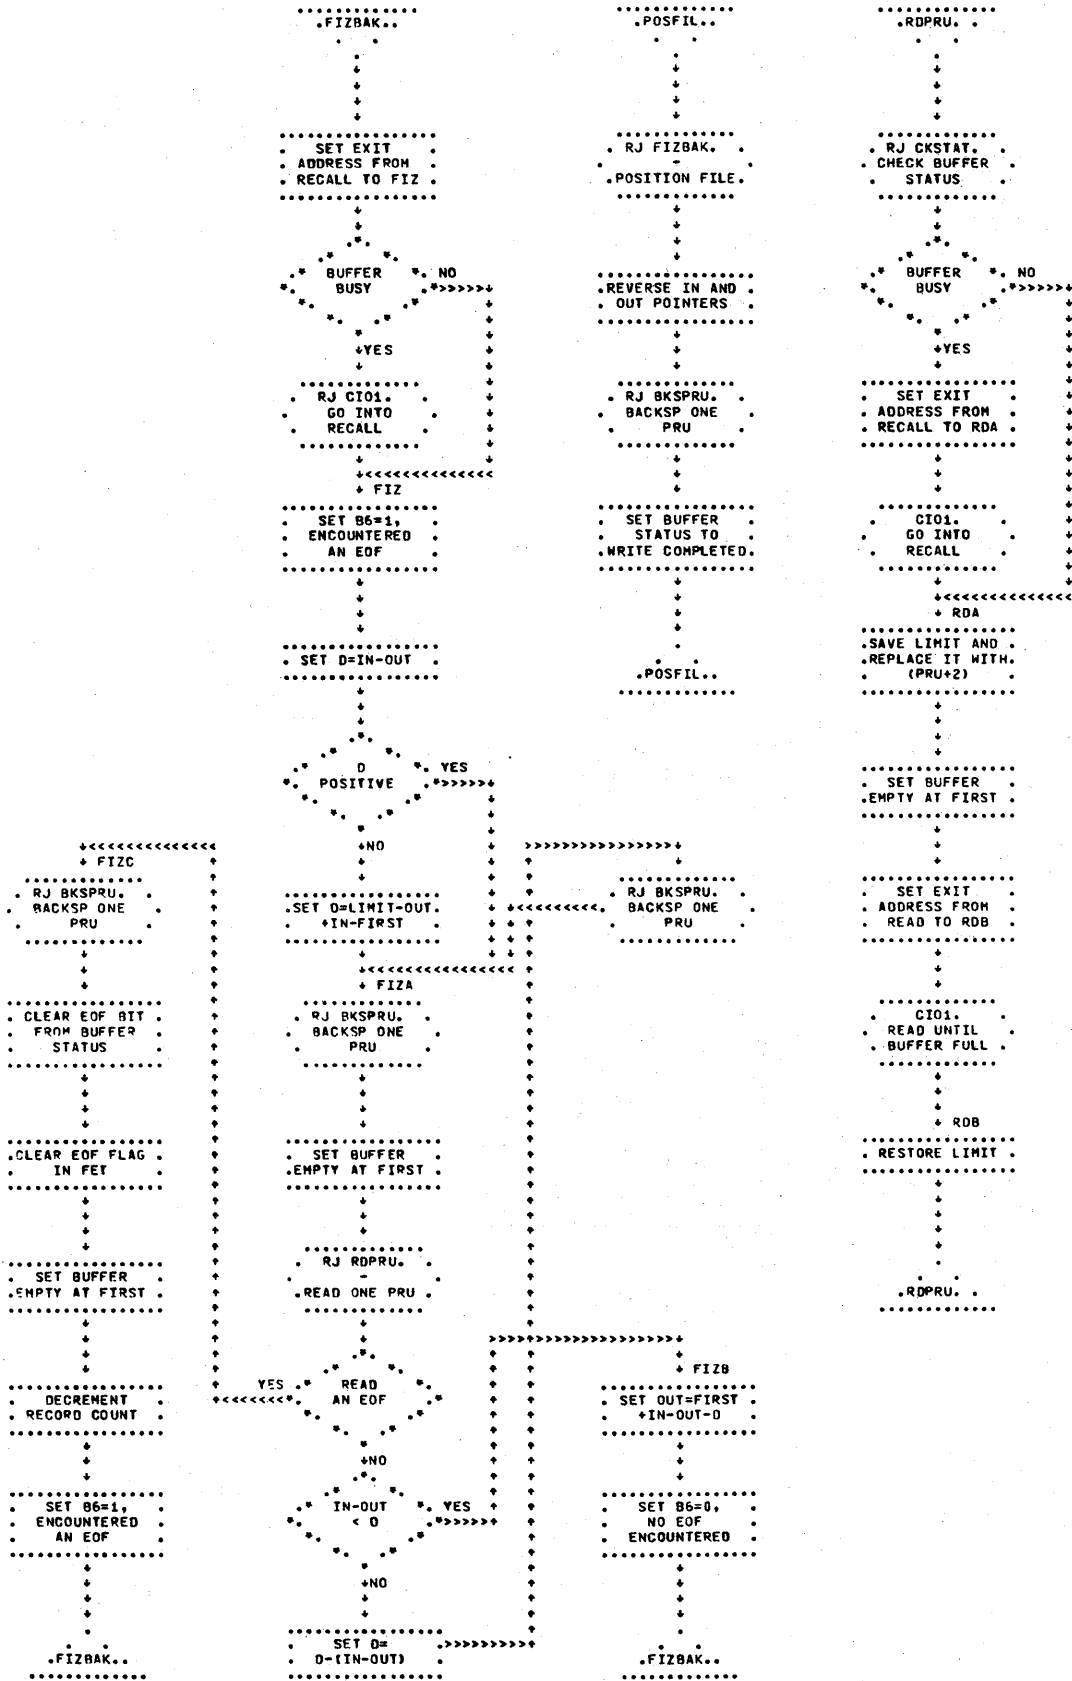 .FIZBAK..
SET EXIT
ADDRESS FROM
RECALL TO FIZ
BUFFER
BUSY
NO
YES
RJ CIO1.
GO INTO
RECALL
FIZ
SET B6=1,
ENCOUNTERED
AN EOF
SET D=IN-OUT
D
POSITIVE
YES
NO
SET D=LIMIT-OUT
+IN-FIRST
FIZA
RJ BKSPRU.
BACKSP ONE
PRU
SET BUFFER
EMPTY AT FIRST
RJ RDPRU.
-
READ ONE PRU
READ
AN EOF
YES
NO
IN-OUT
< D
YES
NO
SET D=
D-(IN-OUT)
FIZC
RJ BKSPRU.
BACKSP ONE
PRU
CLEAR EOF BIT
FROM BUFFER
STATUS
CLEAR EOF FLAG
IN FET
SET BUFFER
EMPTY AT FIRST
DECREMENT
RECORD COUNT
SET B6=1,
ENCOUNTERED
AN EOF
.FIZBAK..
.POSFIL..
RJ FIZBAK.
-
POSITION FILE
REVERSE IN AND
OUT POINTERS
RJ BKSPRU.
BACKSP ONE
PRU
SET BUFFER
STATUS TO
WRITE COMPLETED
.POSFIL..
RJ BKSPRU.
BACKSP ONE
PRU
FIZB
SET OUT=FIRST
+IN-OUT-D
SET B6=0,
NO EOF
ENCOUNTERED
.FIZBAK..
.RDPRU. .
RJ CKSTAT.
CHECK BUFFER
STATUS
BUFFER
BUSY
NO
YES
SET EXIT
ADDRESS FROM
RECALL TO RDA
CIO1.
GO INTO
RECALL
RDA
SAVE LIMIT AND
REPLACE IT WITH
(PRU+2)
SET BUFFER
EMPTY AT FIRST
SET EXIT
ADDRESS FROM
READ TO RDB
CIO1.
READ UNTIL
BUFFER FULL
RDB
RESTORE LIMIT
.RDPRU. .